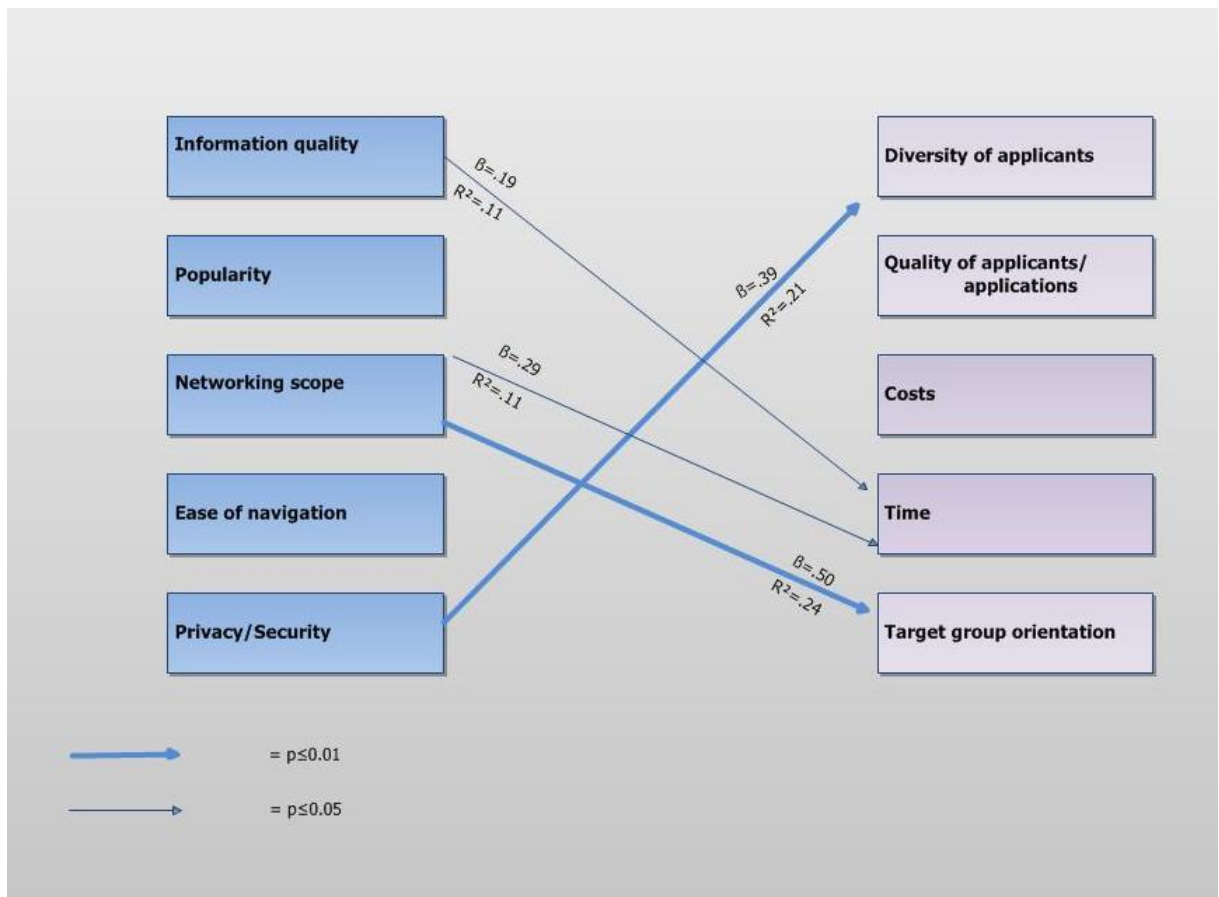 Information quality
Popularity
Networking scope
Ease of navigation
Privacy/Security
ß=.19
R²=.11
ß=.39
R²=.21
ß=.29
R²=.11
ß=.50
R²=.24
Diversity of applicants
Quality of applicants/
applications
Costs
Time
Target group orientation
= p≤0.01
= p≤0.05